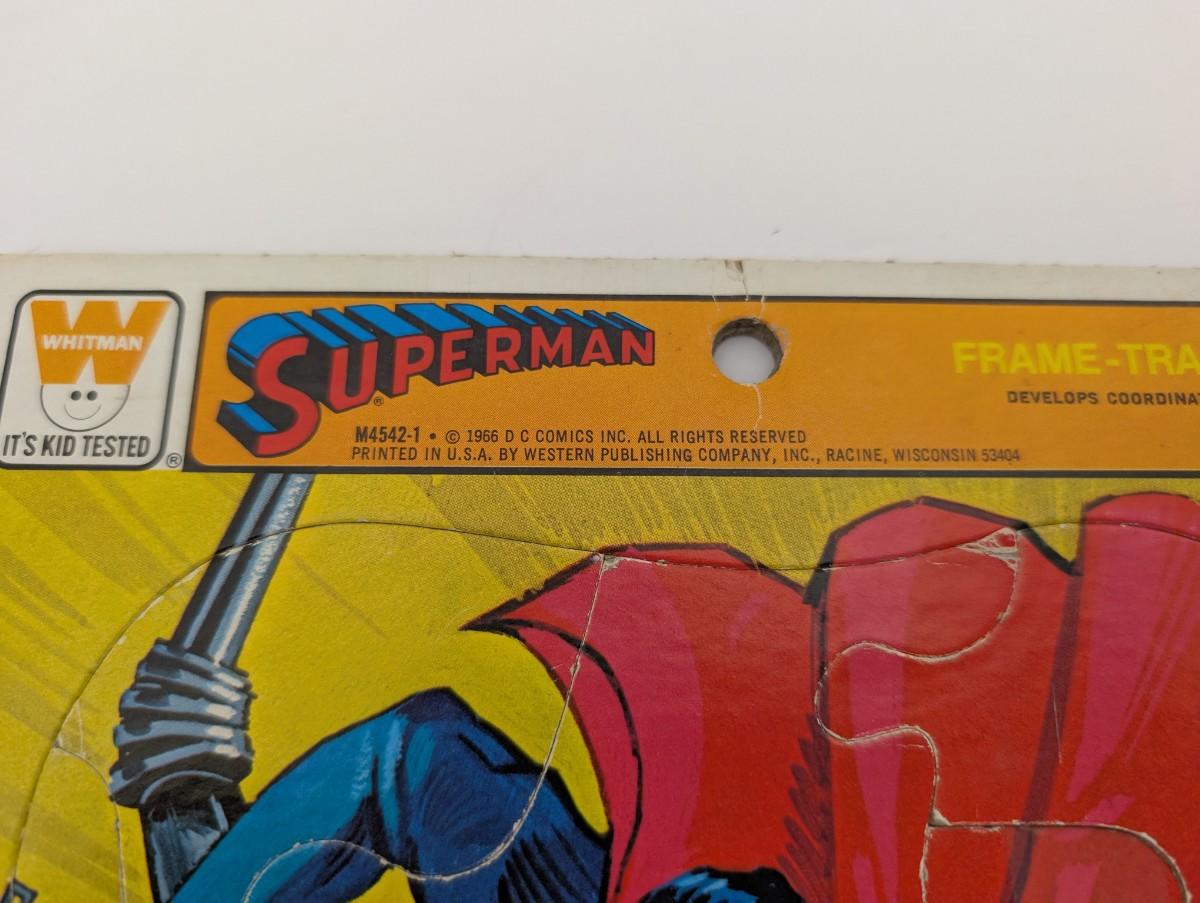 WHITMAN
IT'S KID TESTED ®
SUPERMAN ®
M4542-1 • © 1966 D C COMICS INC. ALL RIGHTS RESERVED
PRINTED IN U.S.A. BY WESTERN PUBLISHING COMPANY, INC., RACINE, WISCONSIN 53404
FRAME-TRA
DEVELOPS COORDINAT